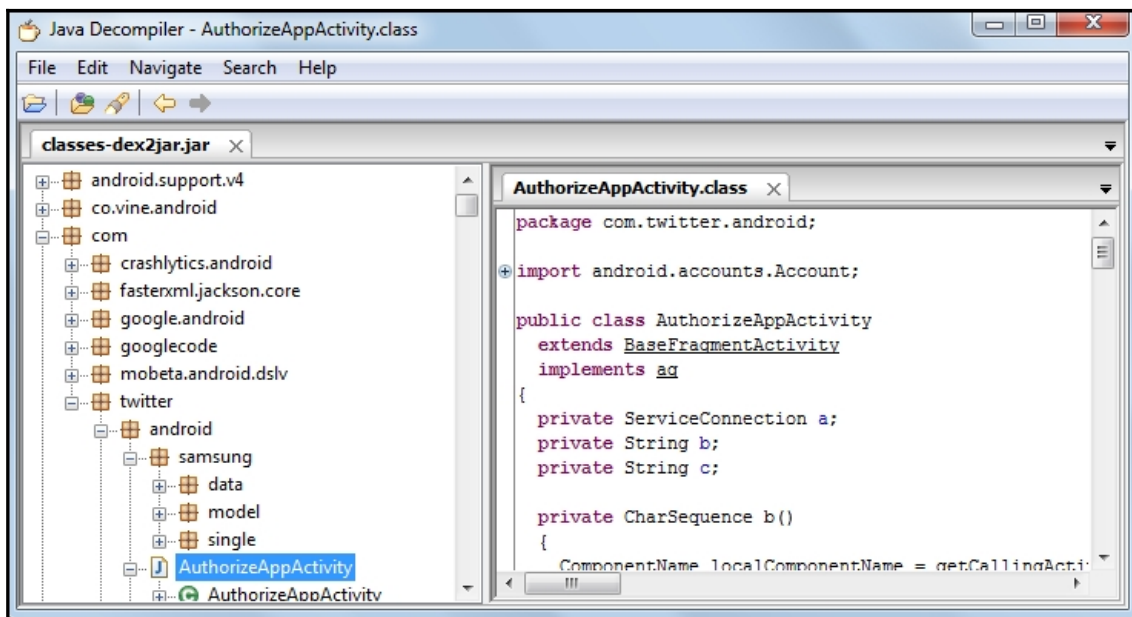 Java Decompiler - AuthorizeAppActivity.class
File Edit Navigate Search Help
classes-dex2jar.jar
android.support.v4
co.vine.android
com
crashlytics.android
fasterxml.jackson.core
google.android
googlecode
mobeta.android.dslv
twitter
android
samsung
data
model
single
AuthorizeAppActivity
AuthorizeAppActivity
AuthorizeAppActivity.class
package com.twitter.android;
import android.accounts.Account;
public class AuthorizeAppActivity
extends BaseFragmentActivity
implements
{
private ServiceConnection a;
private String b;
private String c;
private CharSequence b()
{
ComponentName localComponentName = getCallingActi